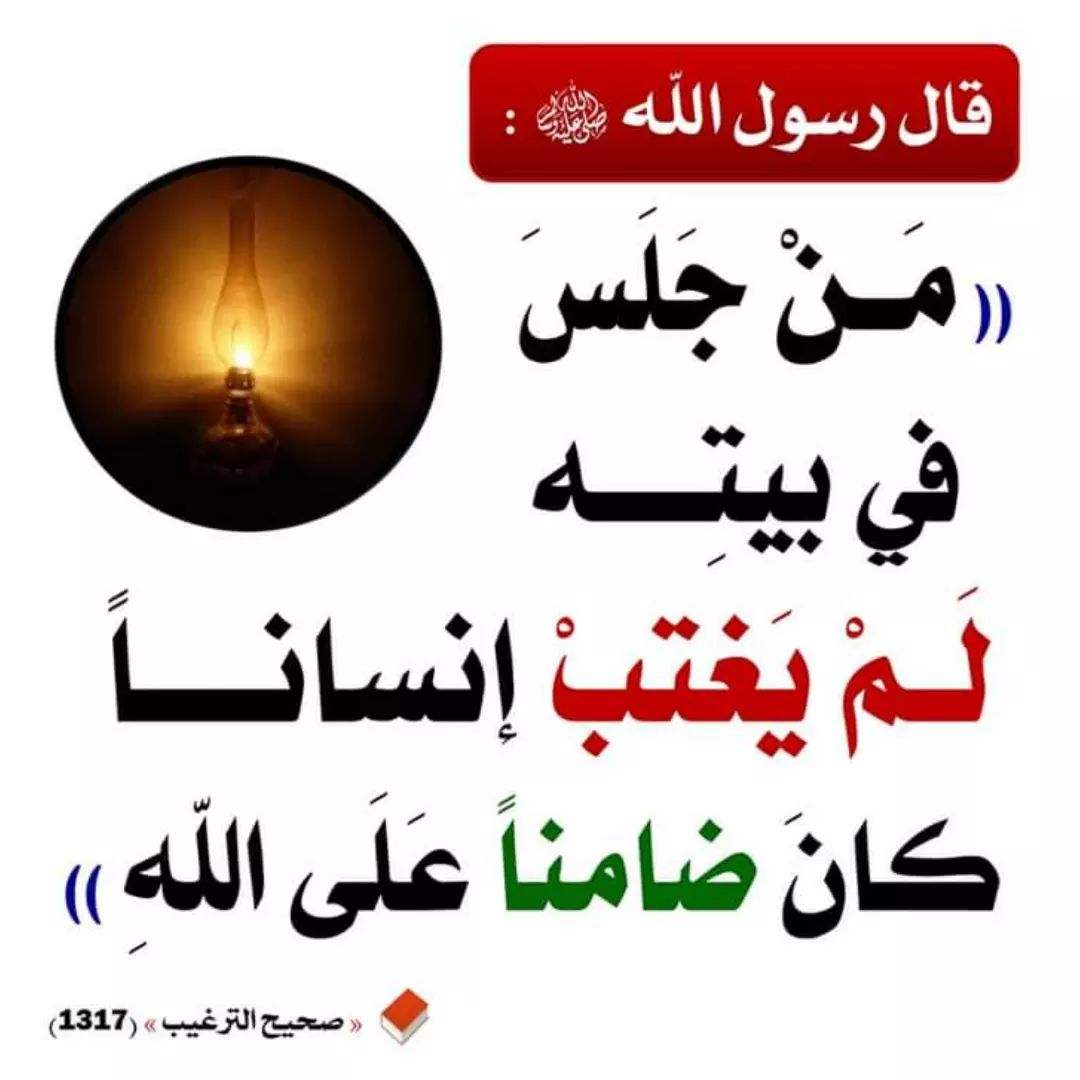 قال رسول الله ﷺ :
(( مَـنْ جَلَسَ
في بيتِـــه
لَـمْ يَغتبْ إنسانـــاً
كانَ ضامناً عَلَى اللّهِ ))
« صحيح الترغيب » (1317)